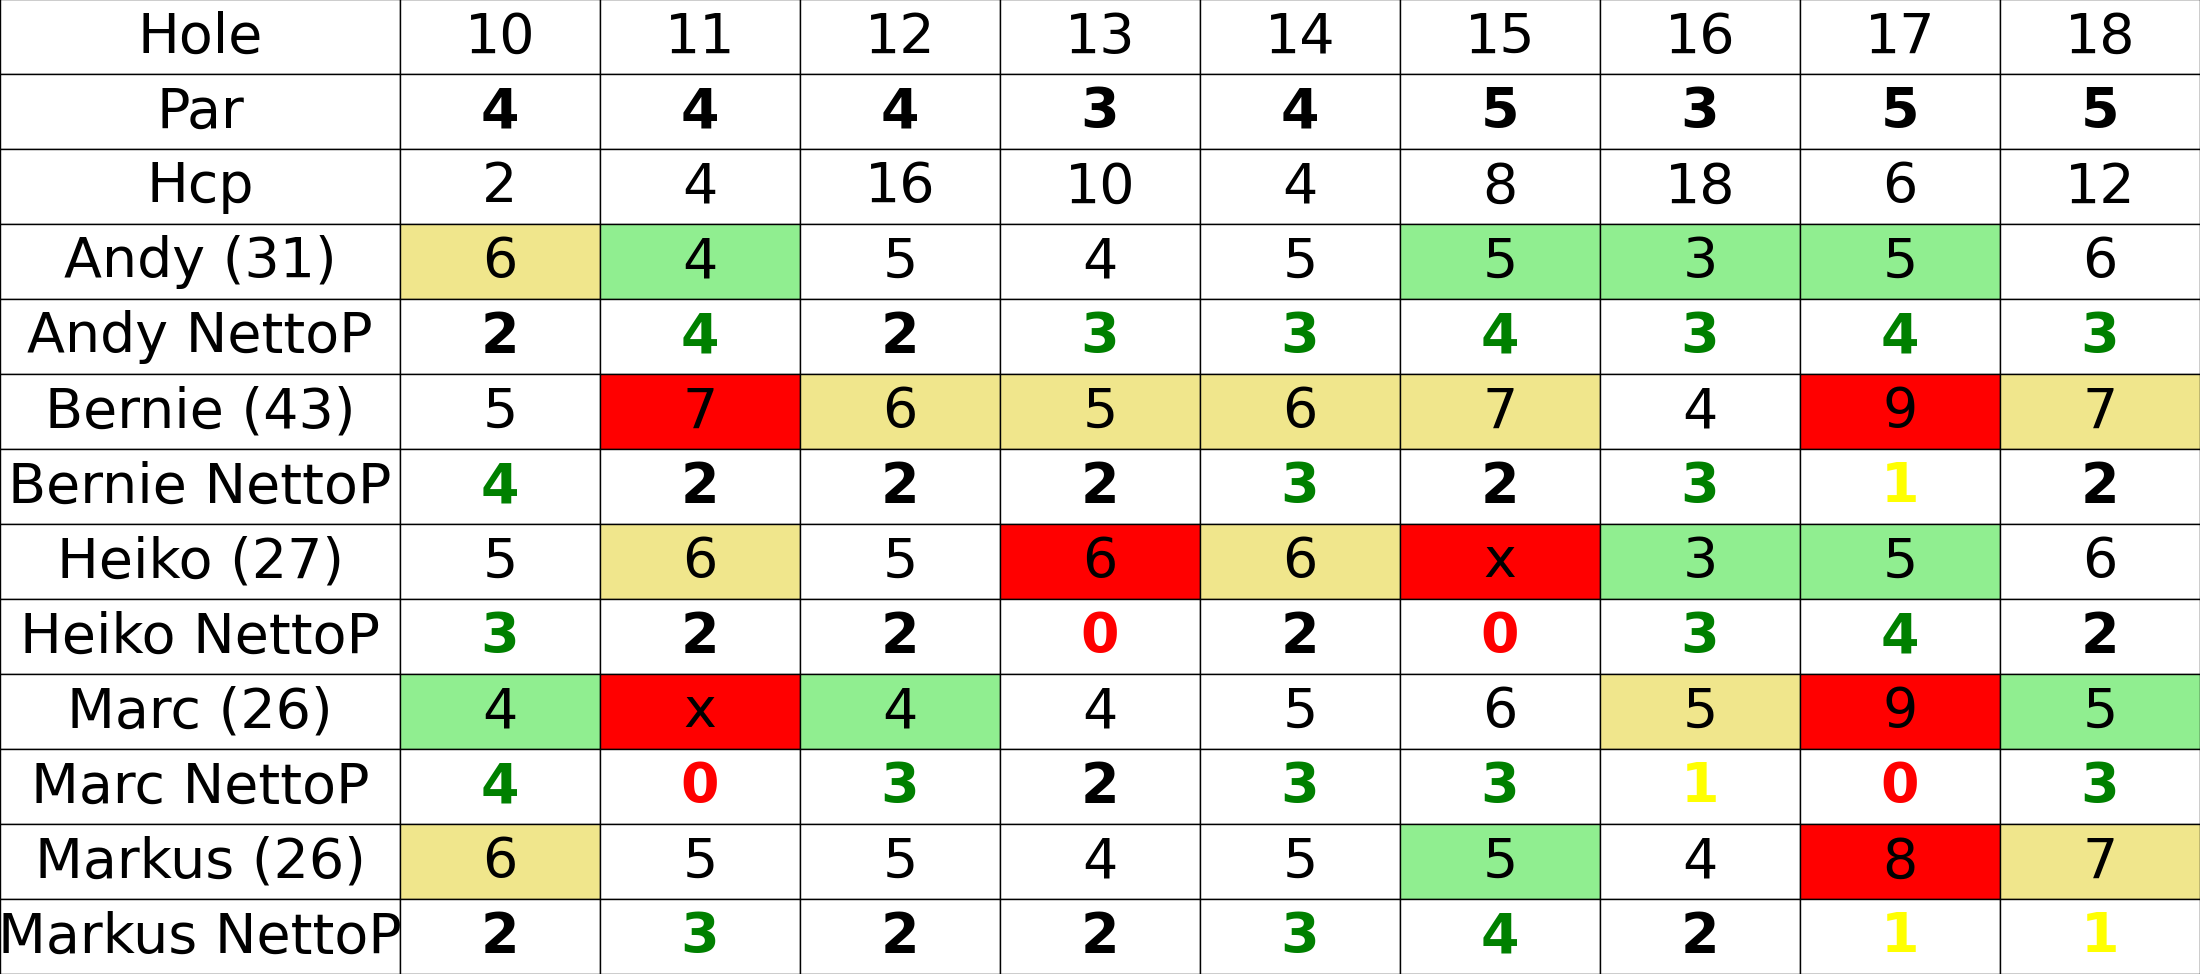 Hole 10 11 12 13 14 15 16 17 18
Par 4 4 4 3 4 5 3 5 5
Hcp 2 4 16 10 4 8 18 6 12
Andy (31) 6 4 5 4 5 5 3 5 6
Andy NettoP 2 4 2 3 3 4 3 4 3
Bernie (43) 5 7 6 5 6 7 4 9 7
Bernie NettoP 4 2 2 2 3 2 3 1 2
Heiko (27) 5 6 5 6 6 x 3 5 6
Heiko NettoP 3 2 2 0 2 0 3 4 2
Marc (26) 4 x 4 4 5 6 5 9 5
Marc NettoP 4 0 3 2 3 3 1 0 3
Markus (26) 6 5 5 4 5 5 4 8 7
Markus NettoP 2 3 2 2 3 4 2 1 1